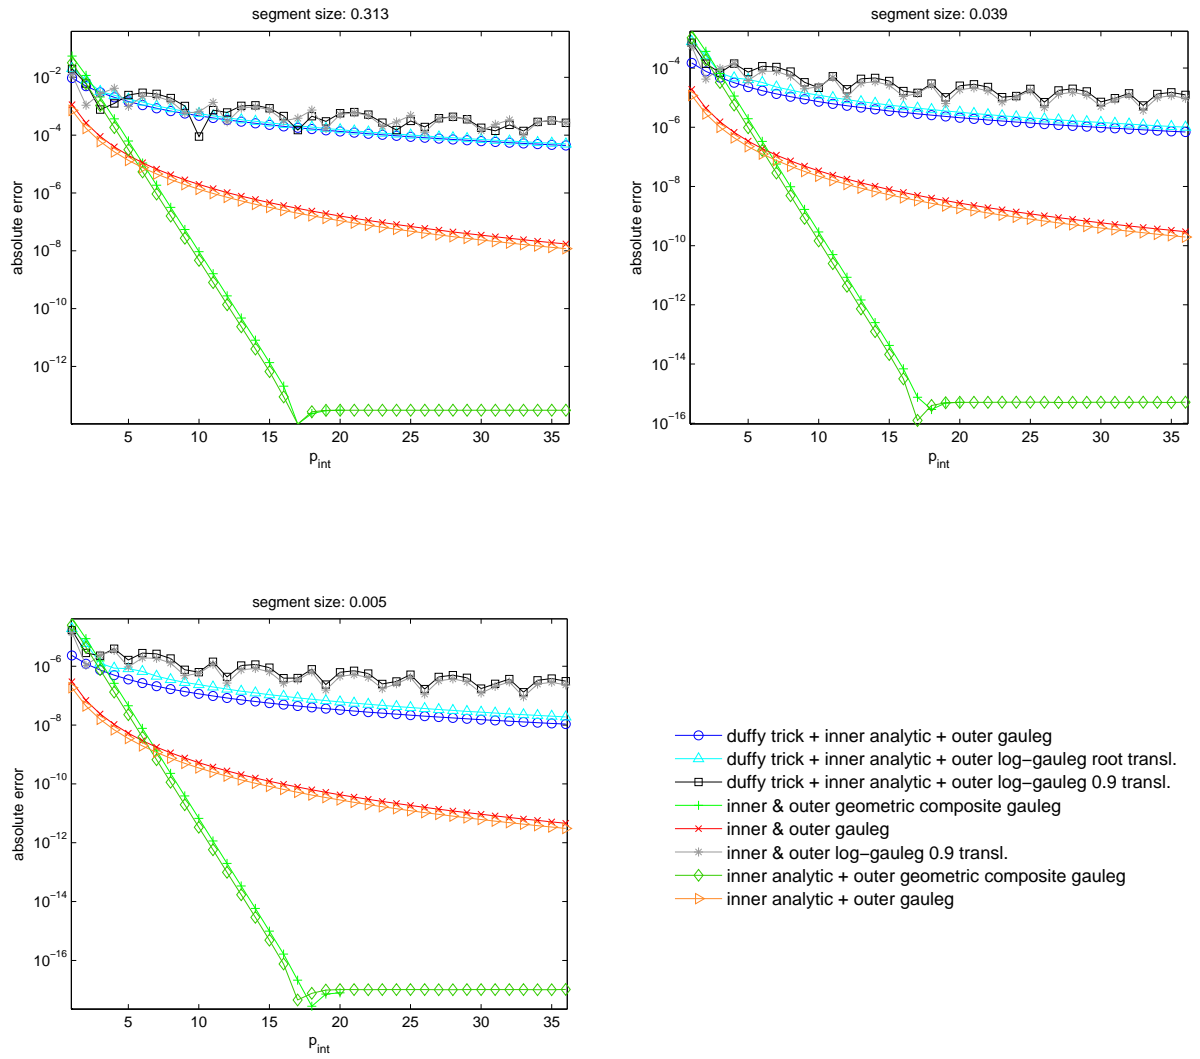 segment size: 0.313
absolute error
10−2
10−4
10−6
10−8
10−10
10−12
5 10 15 20 25 30 35
pint
segment size: 0.039
absolute error
10−4
10−6
10−8
10−10
10−12
10−14
10−16
5 10 15 20 25 30 35
pint
segment size: 0.005
absolute error
10−6
10−8
10−10
10−12
10−14
10−16
5 10 15 20 25 30 35
pint
duffy trick + inner analytic + outer gauleg
duffy trick + inner analytic + outer log−gauleg root transl.
duffy trick + inner analytic + outer log−gauleg 0.9 transl.
inner & outer geometric composite gauleg
inner & outer gauleg
inner & outer log−gauleg 0.9 transl.
inner analytic + outer geometric composite gauleg
inner analytic + outer gauleg